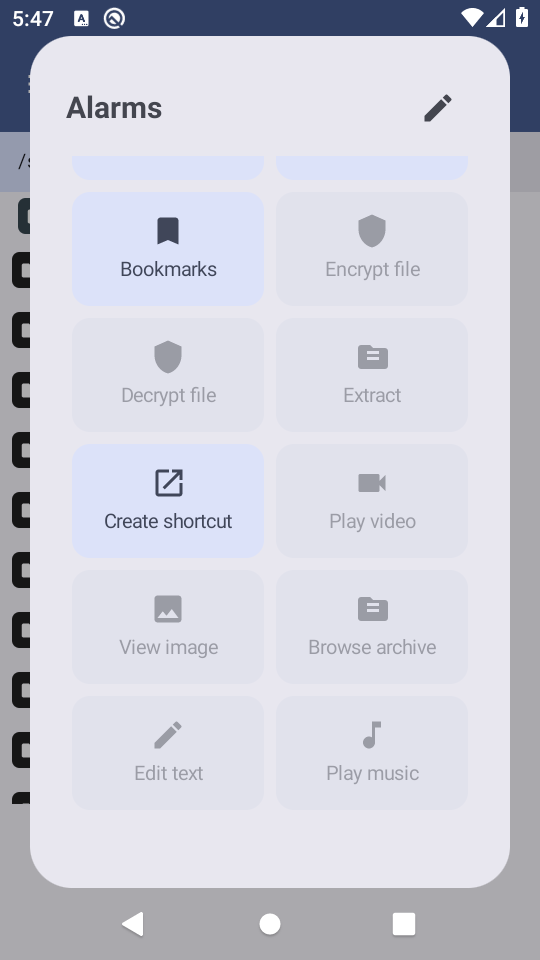 5:47
Alarms
Bookmarks
Encrypt file
Decrypt file
Extract
Create shortcut
Play video
View image
Browse archive
Edit text
Play music